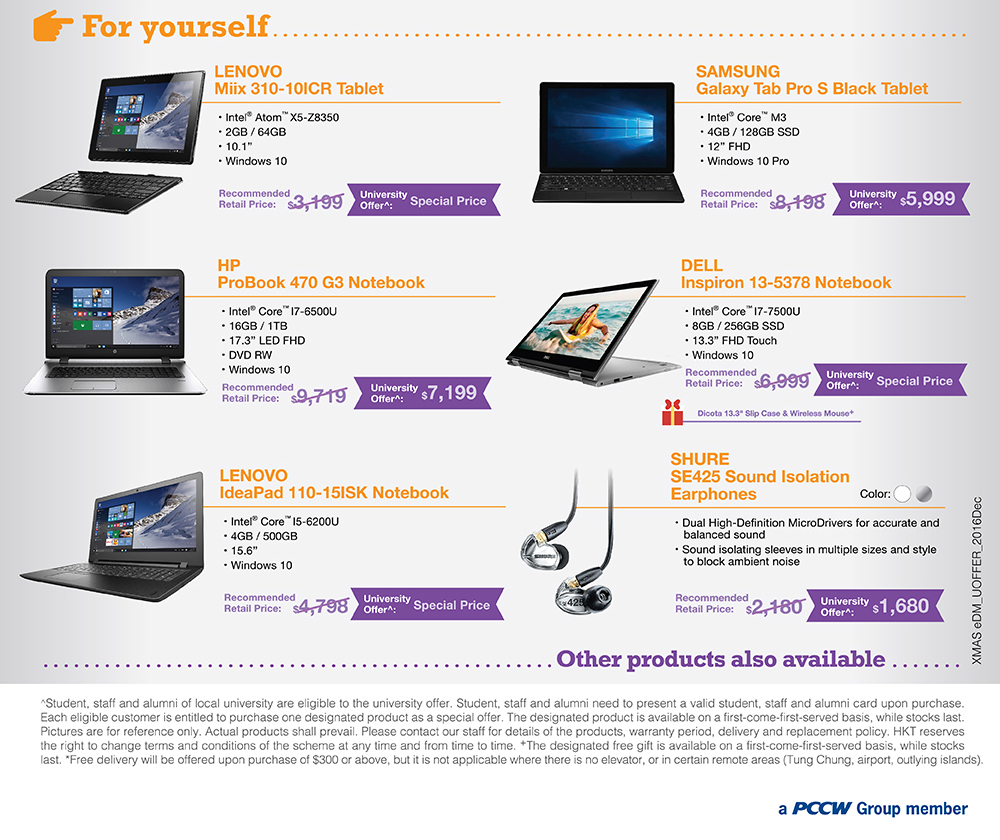 For yourself
LENOVO
Miix 310-10ICR Tablet
• Intel® Atom™ X5-Z8350
• 2GB / 64GB
• 10.1”
• Windows 10
Recommended
Retail Price: $3,199
University
Offer^: Special Price
SAMSUNG
Galaxy Tab Pro S Black Tablet
• Intel® Core™ M3
• 4GB / 128GB SSD
• 12” FHD
• Windows 10 Pro
Recommended
Retail Price: $8,198
University
Offer^: $5,999
HP
ProBook 470 G3 Notebook
• Intel® Core™ I7-6500U
• 16GB / 1TB
• 17.3” LED FHD
• DVD RW
• Windows 10
Recommended
Retail Price: $9,719
University
Offer^: $7,199
DELL
Inspiron 13-5378 Notebook
• Intel® Core™ I7-7500U
• 8GB / 256GB SSD
• 13.3” FHD Touch
• Windows 10
Recommended
Retail Price: $6,999
University
Offer^: Special Price
Dicota 13.3" Slip Case & Wireless Mouse+
LENOVO
IdeaPad 110-15ISK Notebook
• Intel® Core™ I5-6200U
• 4GB / 500GB
• 15.6”
• Windows 10
Recommended
Retail Price: $4,798
University
Offer^: Special Price
SHURE
SE425 Sound Isolation
Earphones
Color:
• Dual High-Definition MicroDrivers for accurate and
balanced sound
• Sound isolating sleeves in multiple sizes and style
to block ambient noise
425
Recommended
Retail Price: $2,180
University
Offer^: $1,680
XMAS eDM_UOFFER_2016Dec
Other products also available
^Student, staff and alumni of local university are eligible to the university offer. Student, staff and alumni need to present a valid student, staff and alumni card upon purchase.
Each eligible customer is entitled to purchase one designated product as a special offer. The designated product is available on a first-come-first-served basis, while stocks last.
Pictures are for reference only. Actual products shall prevail. Please contact our staff for details of the products, warranty period, delivery and replacement policy. HKT reserves
the right to change terms and conditions of the scheme at any time and from time to time. +The designated free gift is available on a first-come-first-served basis, while stocks
last. *Free delivery will be offered upon purchase of $300 or above, but it is not applicable where there is no elevator, or in certain remote areas (Tung Chung, airport, outlying islands).
a PCCW Group member